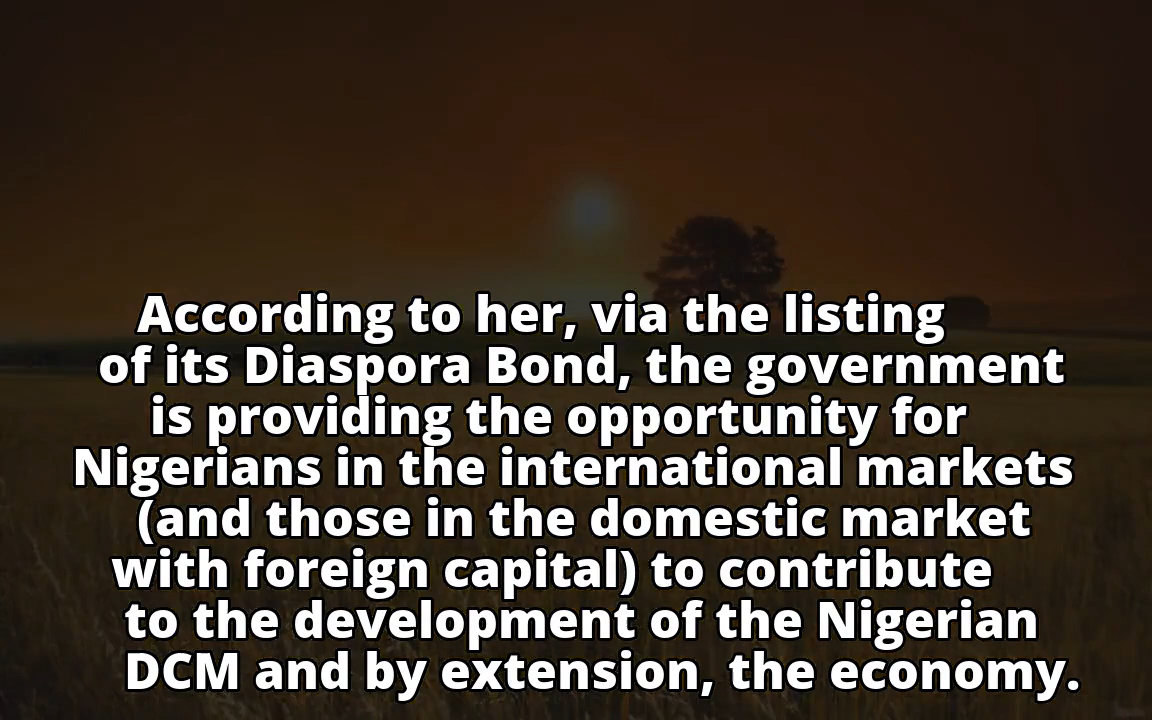 According to her, via the listing
of its Diaspora Bond, the government
is providing the opportunity for
Nigerians in the international markets
(and those in the domestic market
with foreign capital) to contribute
to the development of the Nigerian
DCM and by extension, the economy.